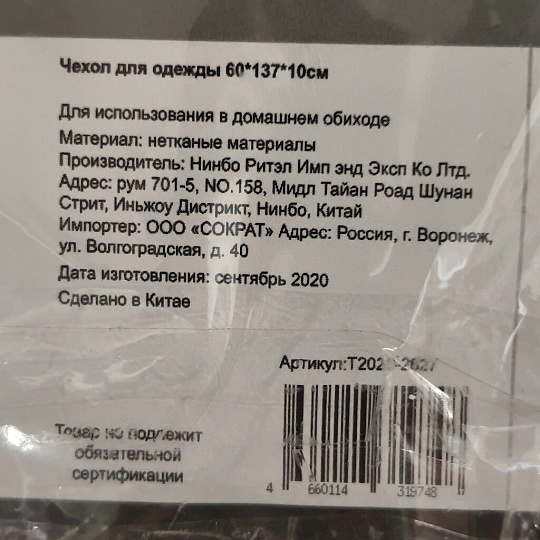 Чехол для одежды 60*137*10см
Для использования в домашнем обиходе
Материал: нетканые материалы
Производитель: Нинбо Ритэл Имп энд Эксп Ко Лтд.
Адрес: рум 701-5, NO.158, Мидл Тайан Роад Шунан
Стрит, Иньжоу Дистрикт, Нинбо, Китай
Импортер: ООО «СОКРАТ» Адрес: Россия, г. Воронеж,
ул. Волгоградская, д. 40
Дата изготовления: сентябрь 2020
Сделано в Китае
Артикул:T2020-2627
Товар не подлежит
обязательной
сертификации
4 660114 319748